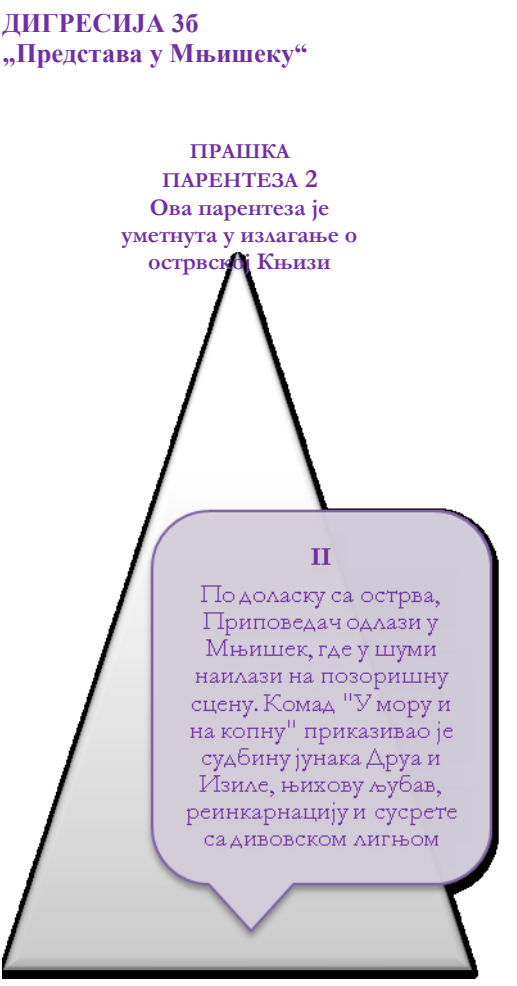 ДИГРЕСИЈА 3б
„Представа у Мњишеку“
ПРАШКА
ПАРЕНТЕЗА 2
Ова парентеза је
уметнута у излагање о
острвској Књизи
II
По доласку са острва,
Приповедач одлази у
Мњишек, где у шуми
наилази на позоришну
сцену. Комад "У мору и
на копну" приказивао је
судбину јунака Друа и
Изиле, њихову љубав,
реинкарнацију и сусрете
са дивовском лигњом